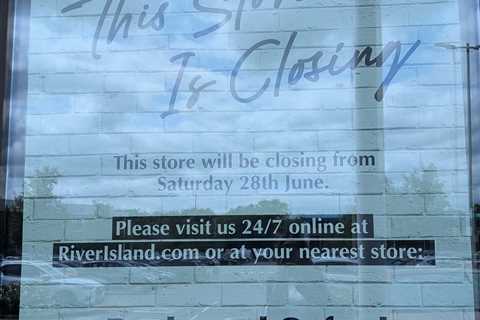 This Store
Is Closing
This store will be closing from
Saturday 28th June.
Please visit us 24/7 online at
RiverIsland.com or at your nearest store: